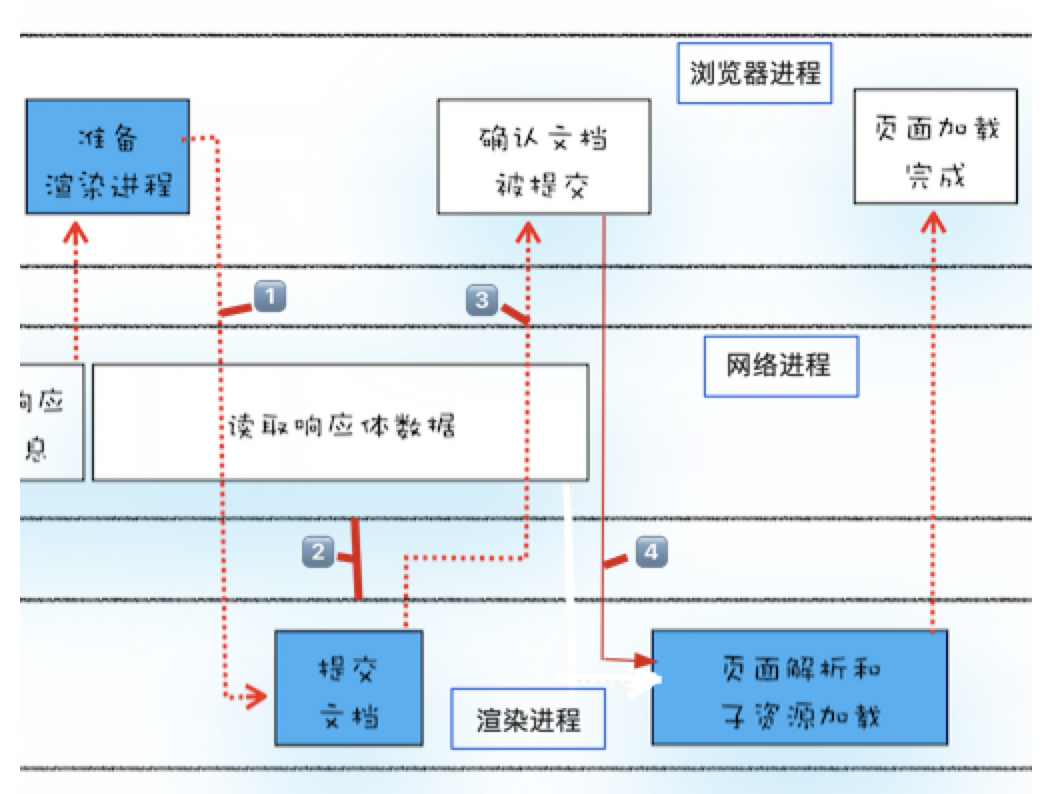 浏览器进程
准备
渲染进程
确认文档
被提交
页面加载
完成
1
3
网络进程
响应
息
读取响应体数据
2
4
提交
文档
渲染进程
页面解析和
子资源加载